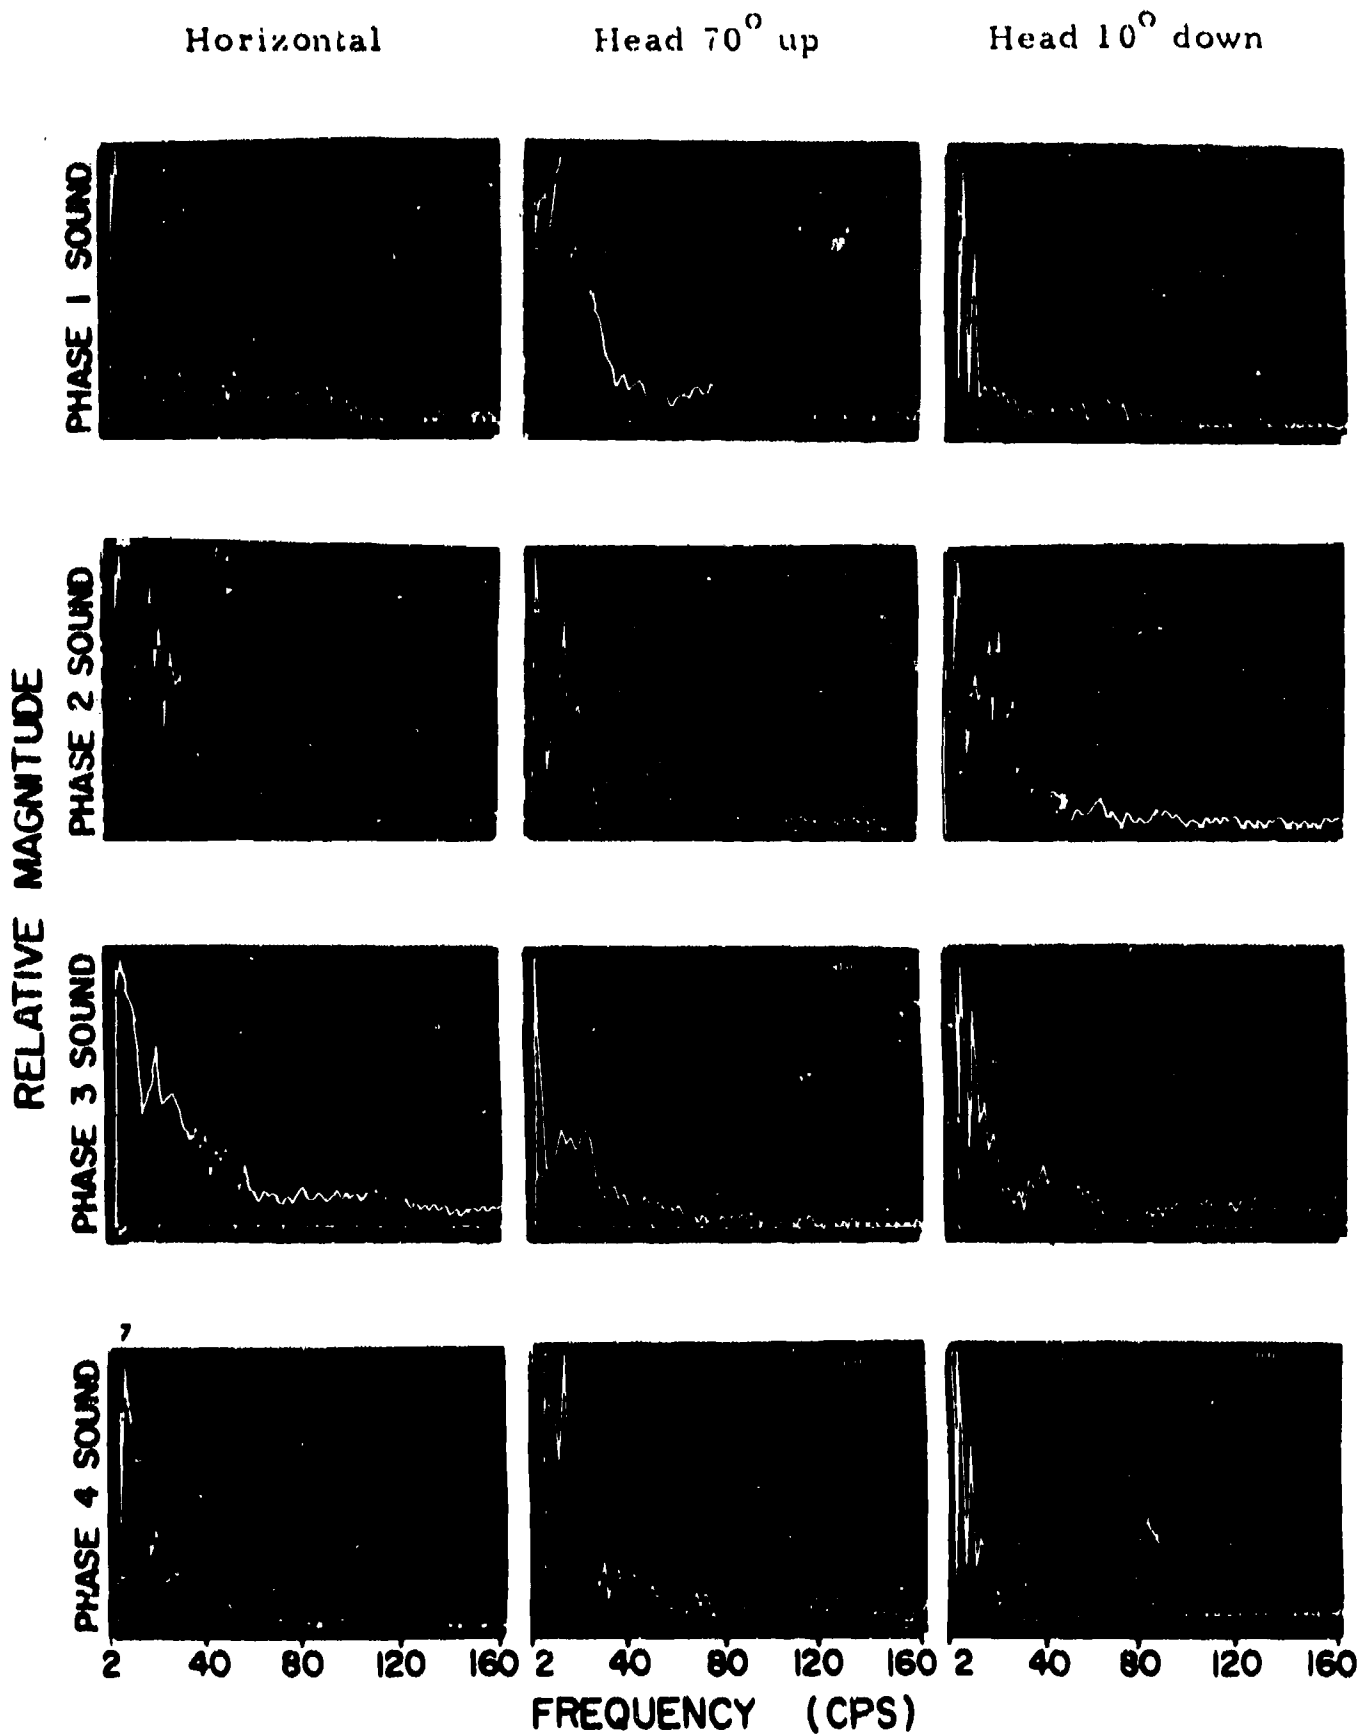 Horizontal
Head 70° up
Head 10° down
RELATIVE MAGNITUDE
PHASE 1 SOUND
PHASE 2 SOUND
PHASE 3 SOUND
PHASE 4 SOUND
7
2 40 80 120 160
2 40 80 120 160
2 40 80 120 160
FREQUENCY (CPS)